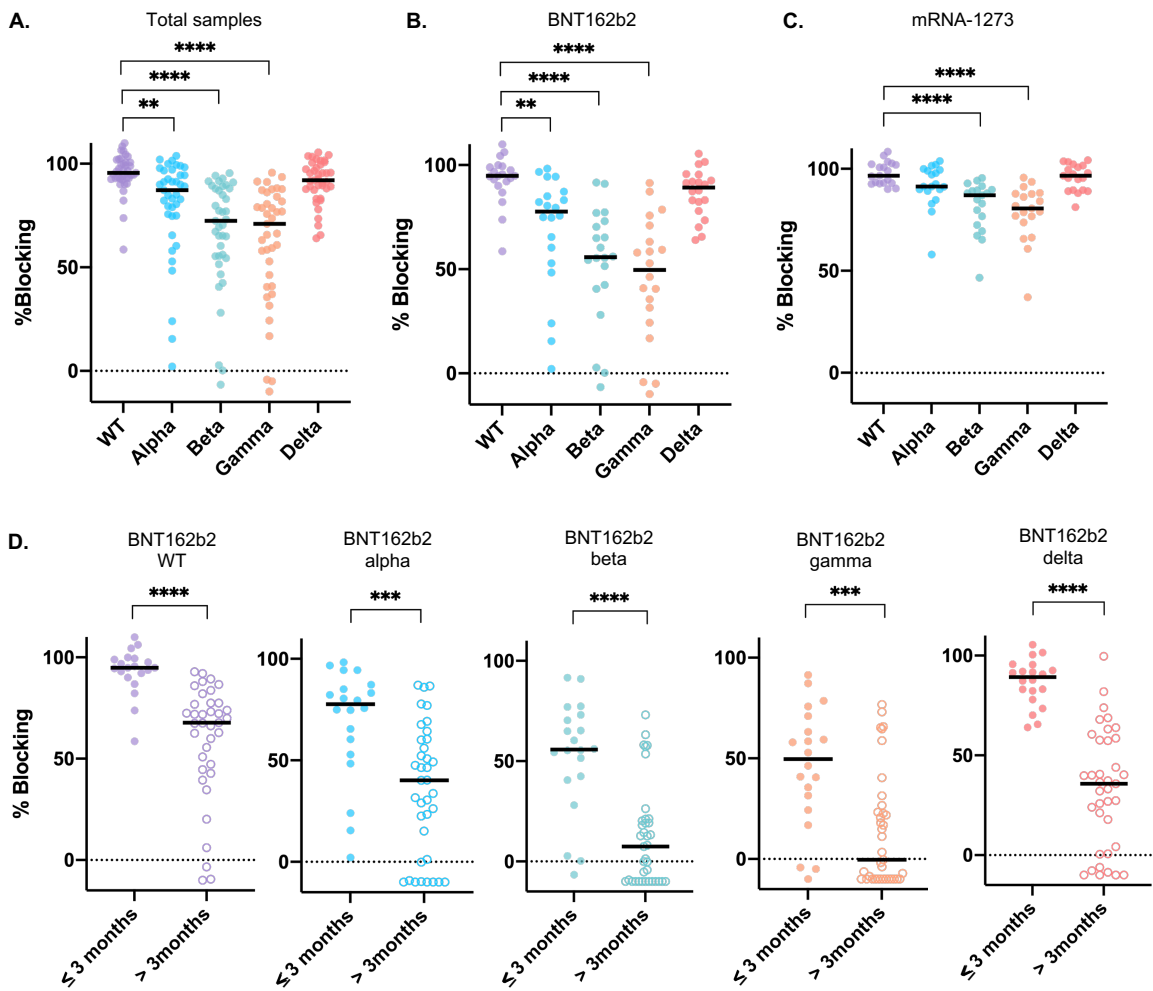 A.
Total samples
****
****
**
%Blocking
100
50
0
WT
Alpha
Beta
Gamma
Delta
B.
BNT162b2
****
****
**
% Blocking
100
50
0
WT
Alpha
Beta
Gamma
Delta
C.
mRNA-1273
****
****
% Blocking
100
50
0
WT
Alpha
Beta
Gamma
Delta
D.
BNT162b2
WT
****
% Blocking
100
50
0
≤ 3 months
> 3months
BNT162b2
alpha
***
100
50
0
≤ 3 months
> 3months
BNT162b2
beta
****
100
50
0
≤ 3 months
> 3months
BNT162b2
gamma
***
100
50
0
≤ 3 months
> 3months
BNT162b2
delta
****
100
50
0
≤ 3 months
> 3months